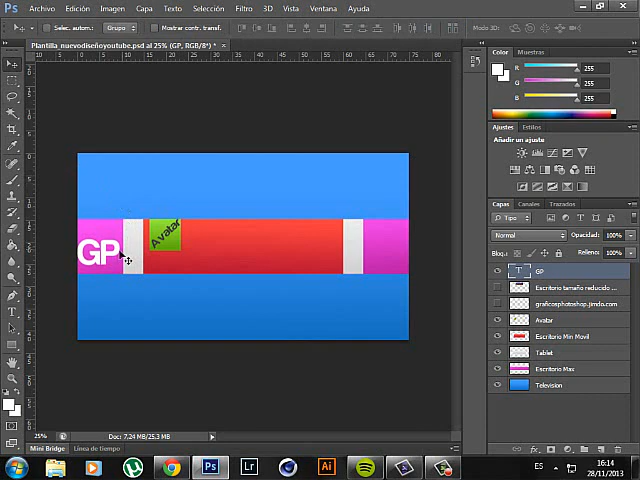 Ps Archivo Edición Imagen Capa Texto Selección Filtro 3D Vista Ventana Ayuda
Selec. autom.: Grupo Mostrar contr. transf. Modo 3D:
Plantilla_nuevodiseñoyoutube.psd al 25% (GP, RGB/8*) *
Color Muestras
R 255
G 255
B 255
Ajustes Estilos
Añadir un ajuste
Capas Canales Trazados
Tipo
Normal Opacidad: 100%
Bloq.: Relleno: 100%
T GP
Escritorio tamaño reducido ...
graficosphotoshop.jimdo.com
Avatar
Escritorio Min Movil
Tablet
Escritorio Max
Television
GP
Avatar
25% Doc: 7,24 MB/25,3 MB
Mini Bridge Línea de tiempo
Ps Lr Ai
ES 16:14
28/11/2013